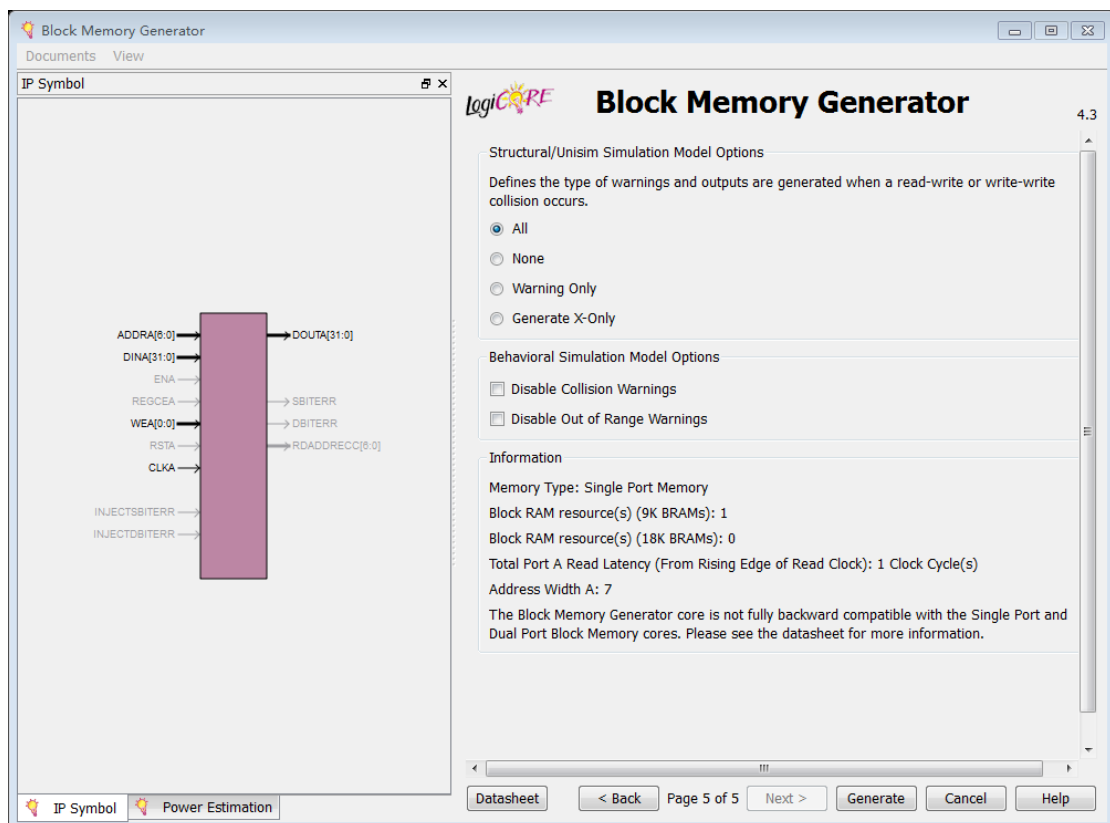 Block Memory Generator
Documents View
IP Symbol
LogiCORE
Block Memory Generator
4.3
ADDRA[6:0]
DINA[31:0]
ENA
REGCEA
WEA[0:0]
RSTA
CLKA
INJECTSBITERR
INJECTDBITERR
DOUTA[31:0]
SBITERR
DBITERR
RDADDRECC[6:0]
Structural/Unisim Simulation Model Options
Defines the type of warnings and outputs are generated when a read-write or write-write
collision occurs.
All
None
Warning Only
Generate X-Only
Behavioral Simulation Model Options
Disable Collision Warnings
Disable Out of Range Warnings
Information
Memory Type: Single Port Memory
Block RAM resource(s) (9K BRAMs): 1
Block RAM resource(s) (18K BRAMs): 0
Total Port A Read Latency (From Rising Edge of Read Clock): 1 Clock Cycle(s)
Address Width A: 7
The Block Memory Generator core is not fully backward compatible with the Single Port and
Dual Port Block Memory cores. Please see the datasheet for more information.
IP Symbol
Power Estimation
Datasheet
< Back
Page 5 of 5
Next >
Generate
Cancel
Help